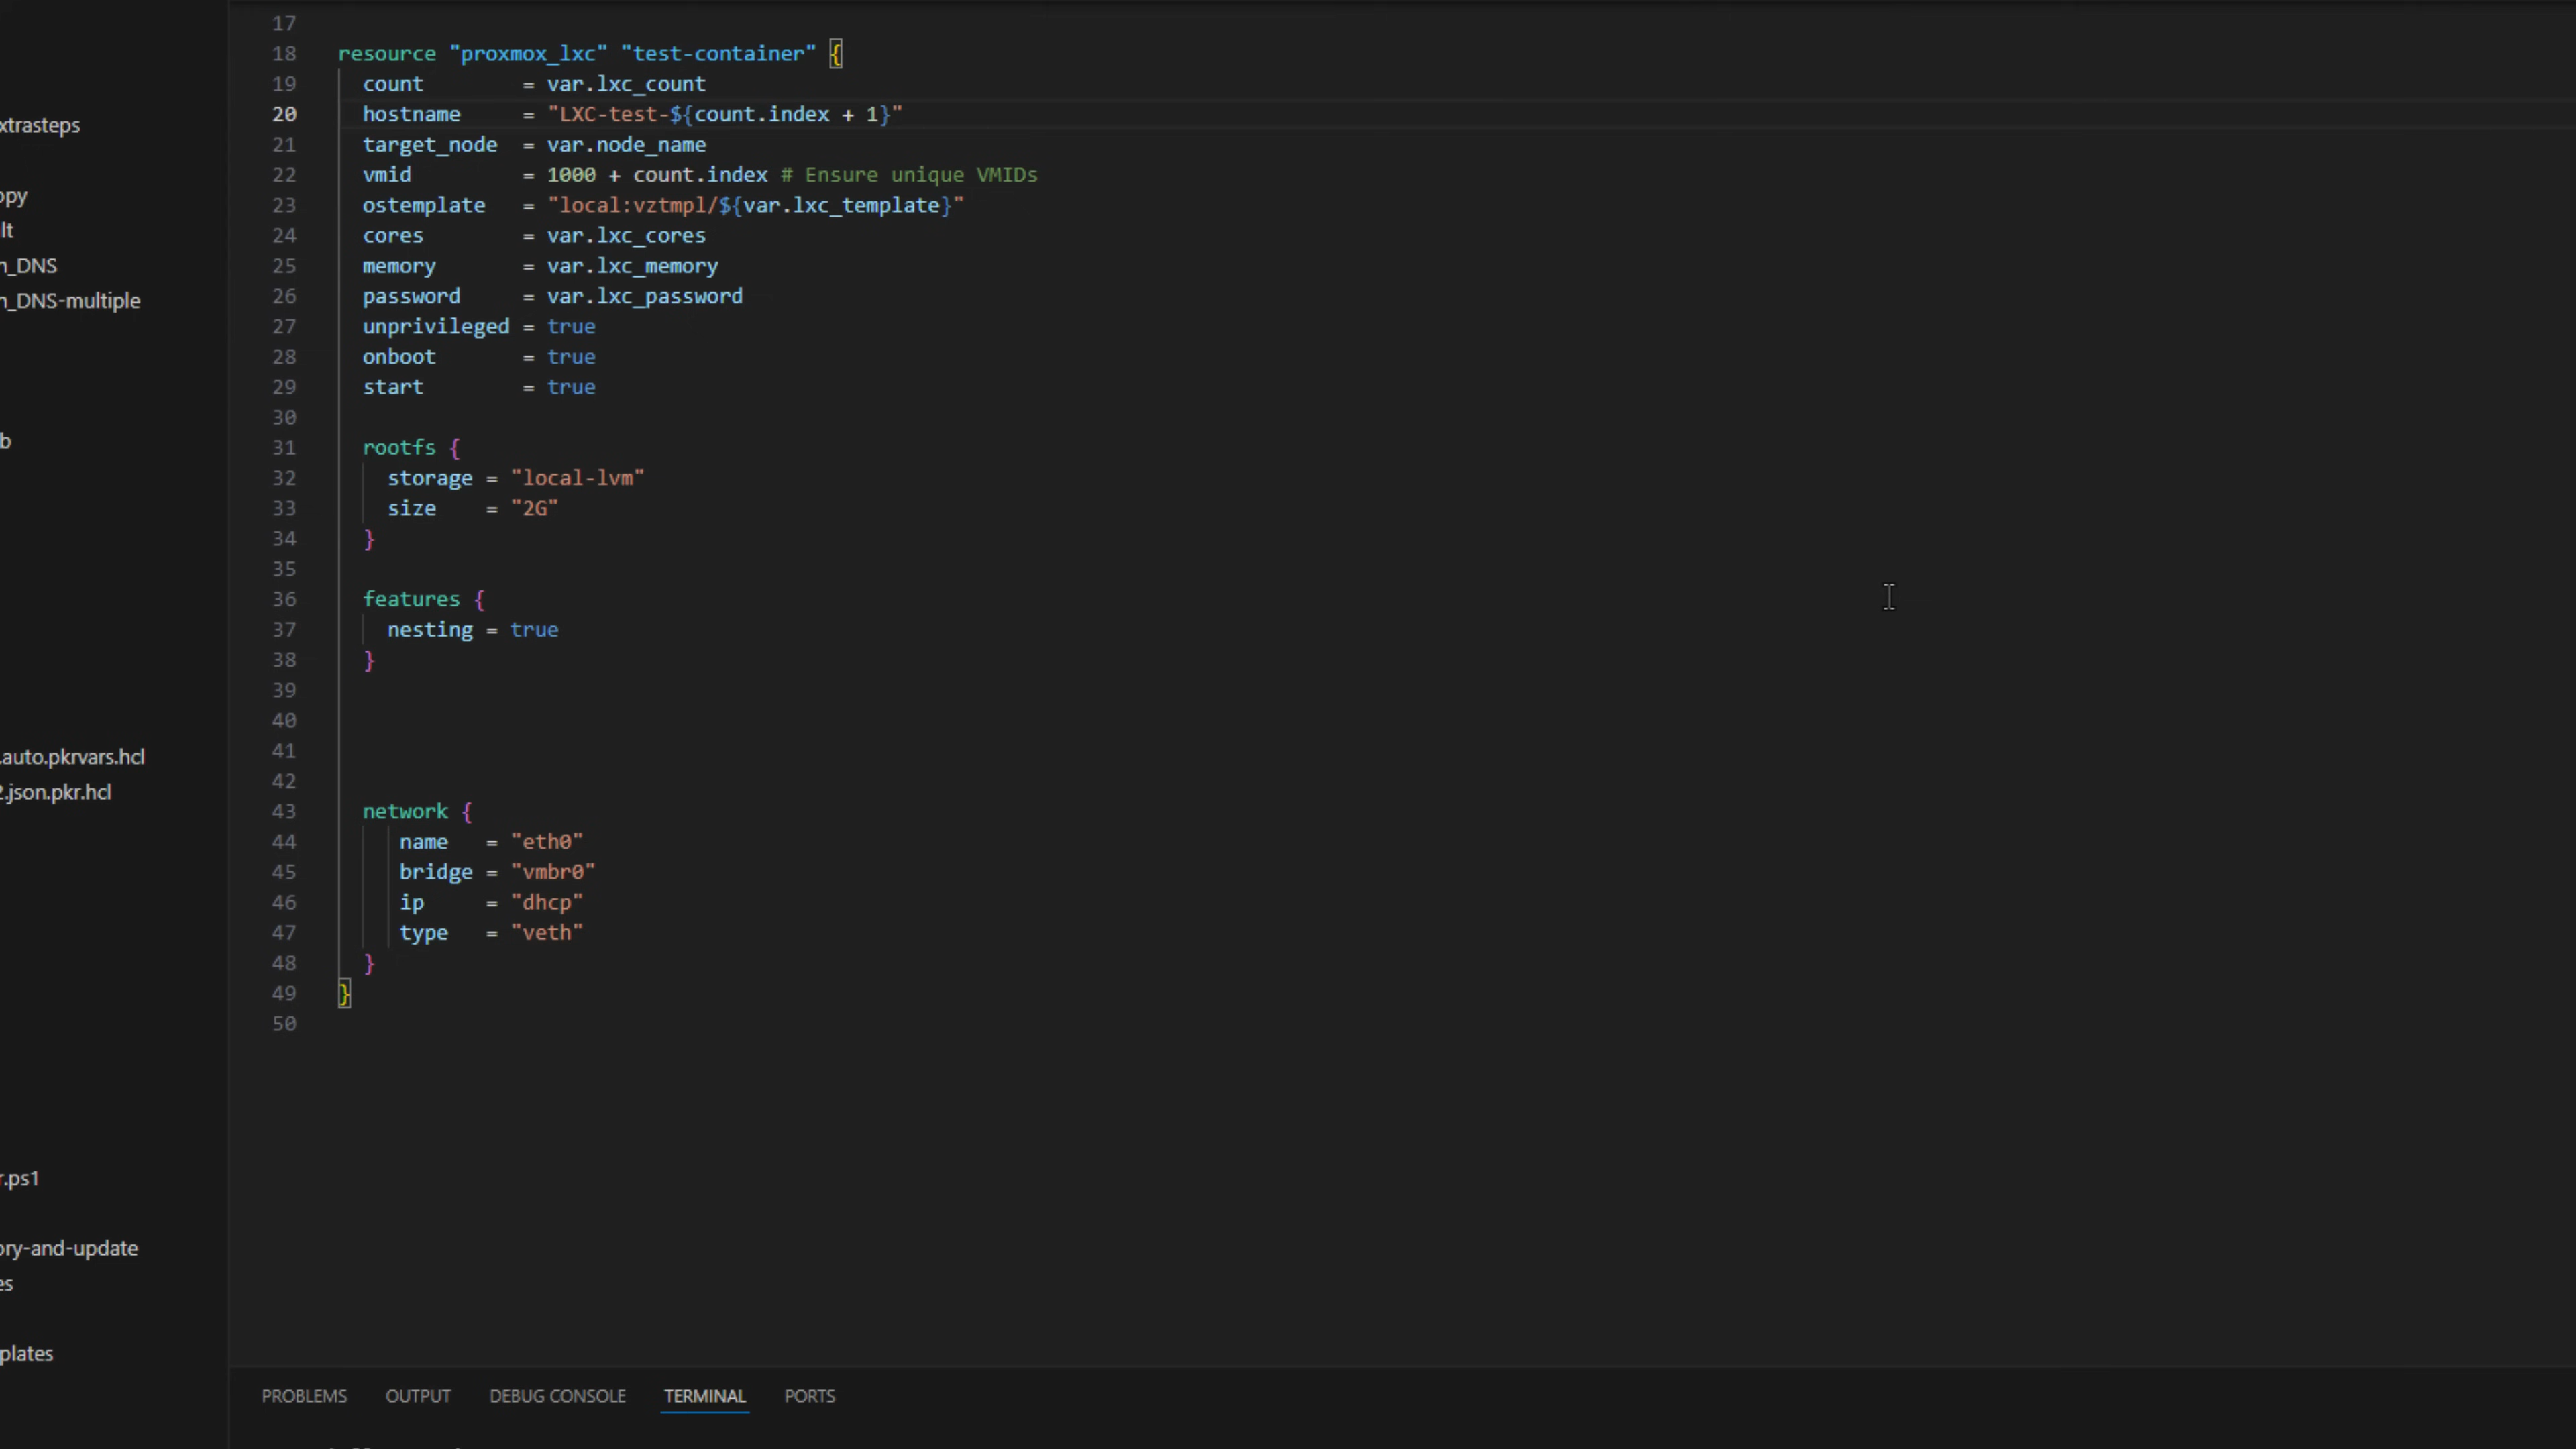 xtrasteps
opy
lt
n_DNS
n_DNS-multiple
b
.auto.pkrvars.hcl
2.json.pkr.hcl
r.ps1
ory-and-update
es
plates
17
18 resource "proxmox_lxc" "test-container" {
19 count = var.lxc_count
20 hostname = "LXC-test-${count.index + 1}"
21 target_node = var.node_name
22 vmid = 1000 + count.index # Ensure unique VMIDs
23 ostemplate = "local:vztmpl/${var.lxc_template}"
24 cores = var.lxc_cores
25 memory = var.lxc_memory
26 password = var.lxc_password
27 unprivileged = true
28 onboot = true
29 start = true
30
31 rootfs {
32 storage = "local-lvm"
33 size = "2G"
34 }
35
36 features {
37 nesting = true
38 }
39
40
41
42
43 network {
44 name = "eth0"
45 bridge = "vmbr0"
46 ip = "dhcp"
47 type = "veth"
48 }
49 }
50
PROBLEMS OUTPUT DEBUG CONSOLE TERMINAL PORTS